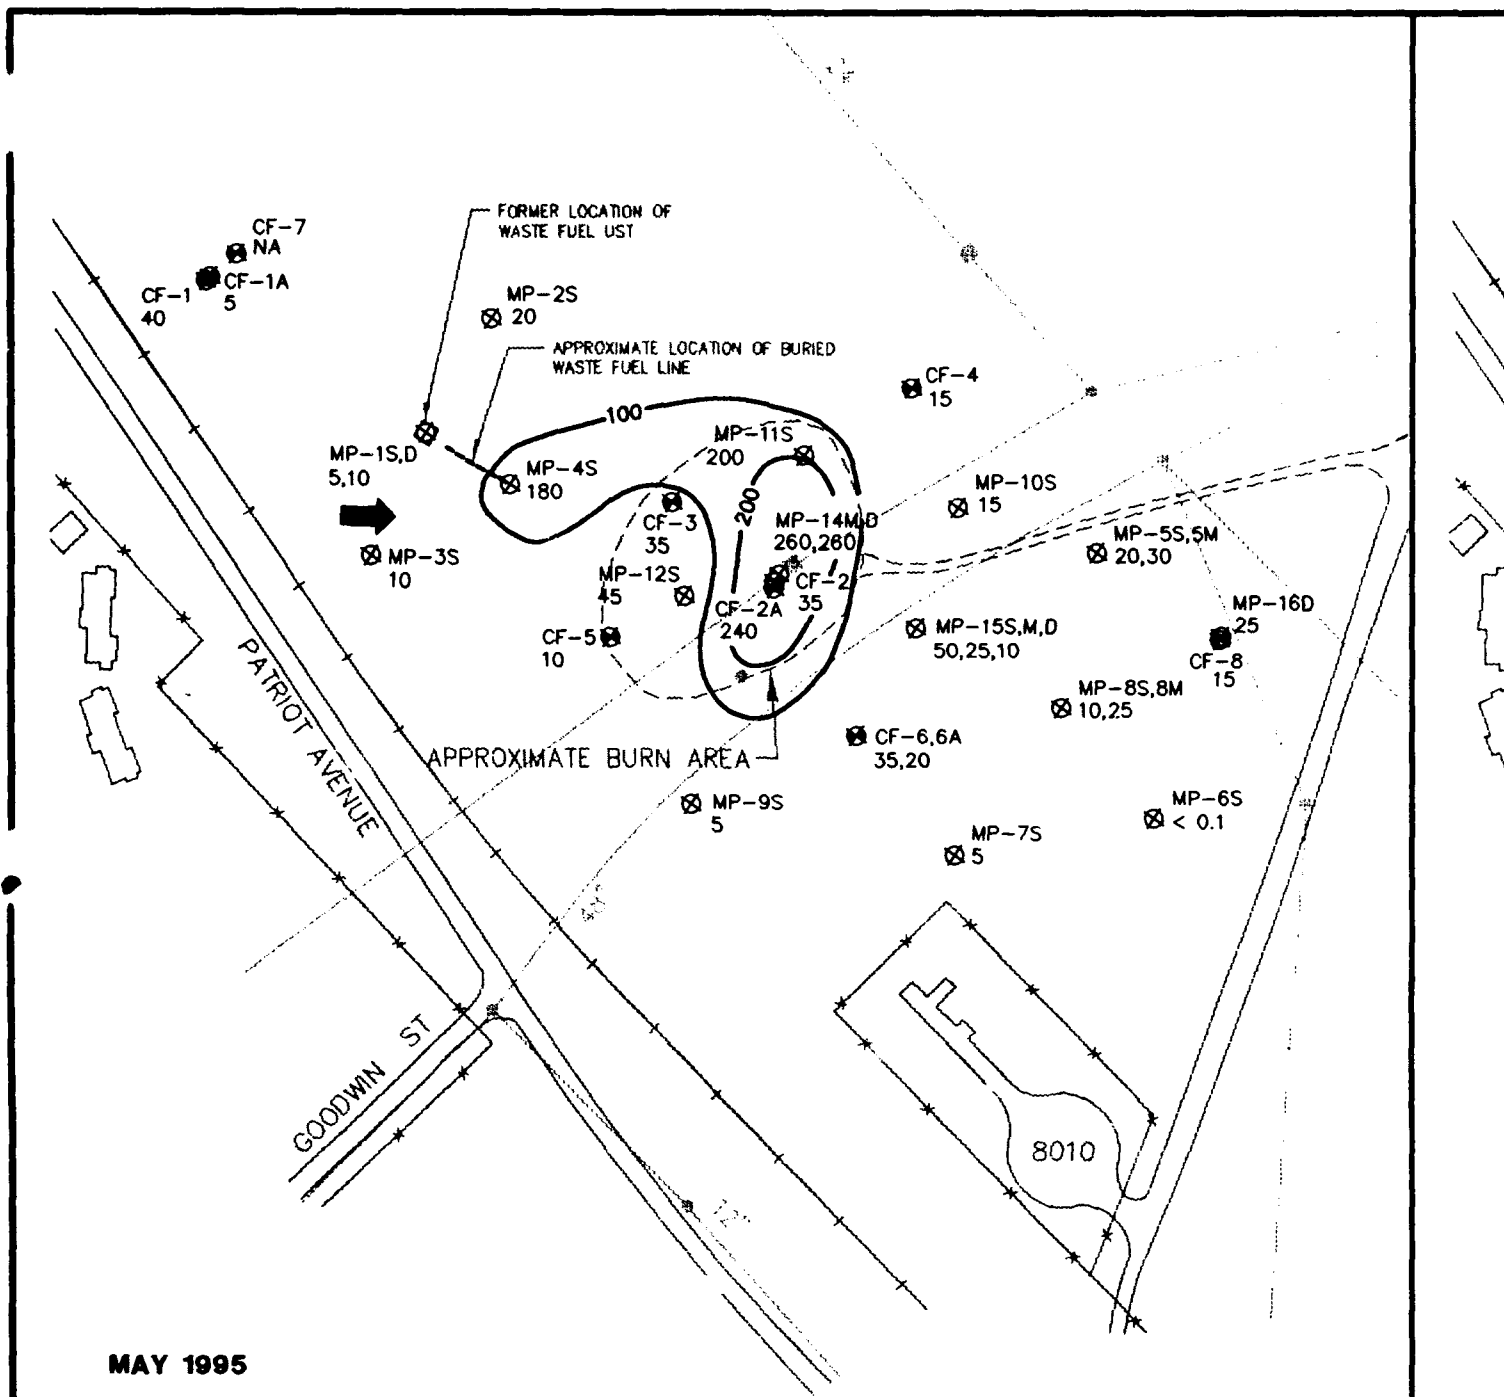 FORMER LOCATION OF
WASTE FUEL UST
CF-7
NA
CF-1A
5
CF-1
40
MP-2S
20
APPROXIMATE LOCATION OF BURIED
WASTE FUEL LINE
CF-4
15
100
MP-11S
200
MP-1S,D
5,10
MP-4S
180
200
MP-10S
15
CF-3
35
MP-14M,D
260,280
MP-5S,5M
20,30
MP-3S
10
MP-12S
45
CF-2
35
CF-2A
240
MP-16D
25
CF-5
10
MP-15S,M,D
50,25,10
CF-8
15
PATRIOT AVENUE
MP-8S,8M
10,25
CF-6,6A
35,20
APPROXIMATE BURN AREA
MP-9S
5
MP-6S
< 0.1
MP-7S
5
48"
GOODWIN ST
8010
12"
MAY 1995